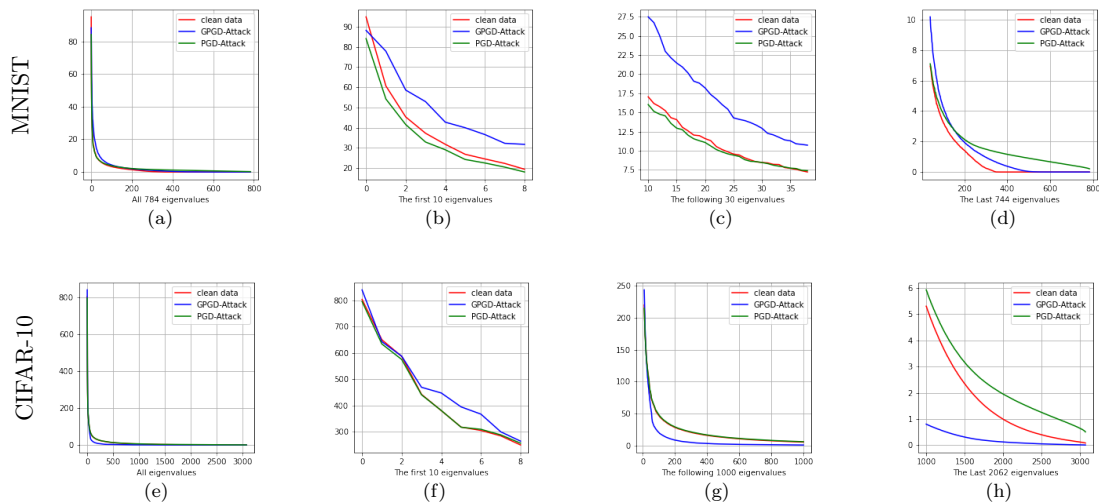 MNIST
80
60
40
20
0
0 200 400 600 800
All 784 eigenvalues
clean data
GPGD-Attack
PGD-Attack
(a)
90
80
70
60
50
40
30
20
0 2 4 6 8
The first 10 eigenvalues
clean data
GPGD-Attack
PGD-Attack
(b)
27.5
25.0
22.5
20.0
17.5
15.0
12.5
10.0
7.5
10 15 20 25 30 35
The following 30 eigenvalues
clean data
GPGD-Attack
PGD-Attack
(c)
10
8
6
4
2
0
200 400 600 800
The Last 744 eigenvalues
clean data
GPGD-Attack
PGD-Attack
(d)
CIFAR-10
800
600
400
200
0
0 500 1000 1500 2000 2500 3000
All eigenvalues
clean data
GPGD-Attack
PGD-Attack
(e)
800
700
600
500
400
300
0 2 4 6 8
The first 10 eigenvalues
clean data
GPGD-Attack
PGD-Attack
(f)
250
200
150
100
50
0
0 200 400 600 800 1000
The following 1000 eigenvalues
clean data
GPGD-Attack
PGD-Attack
(g)
6
5
4
3
2
1
0
1000 1500 2000 2500 3000
The Last 2062 eigenvalues
clean data
GPGD-Attack
PGD-Attack
(h)